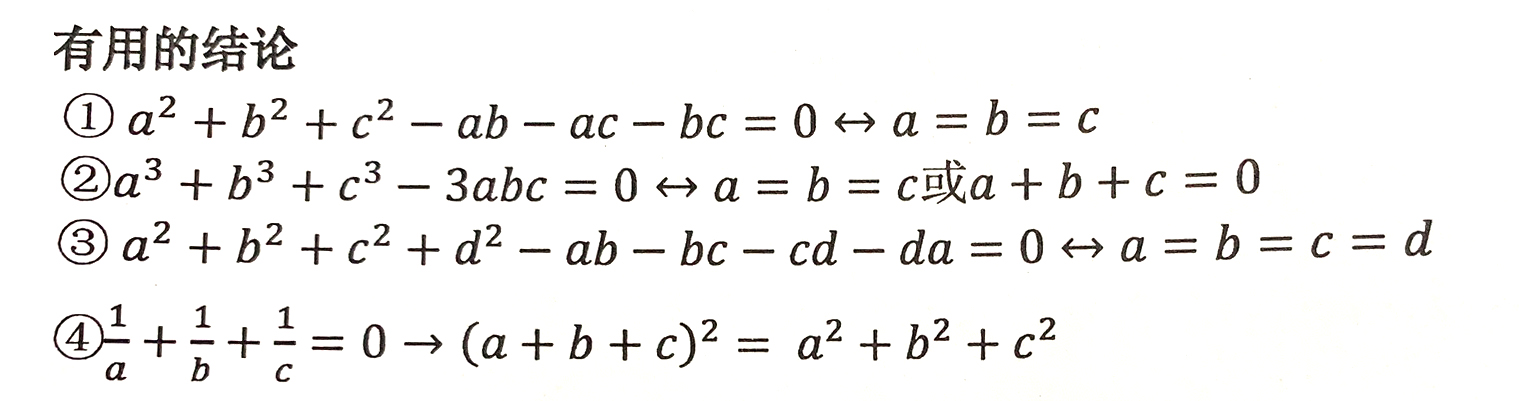 有用的结论
① a² + b² + c² − ab − ac − bc = 0 ↔ a = b = c
②a³ + b³ + c³ − 3abc = 0 ↔ a = b = c或a + b + c = 0
③ a² + b² + c² + d² − ab − bc − cd − da = 0 ↔ a = b = c = d
④1/a + 1/b + 1/c = 0 → (a + b + c)² = a² + b² + c²